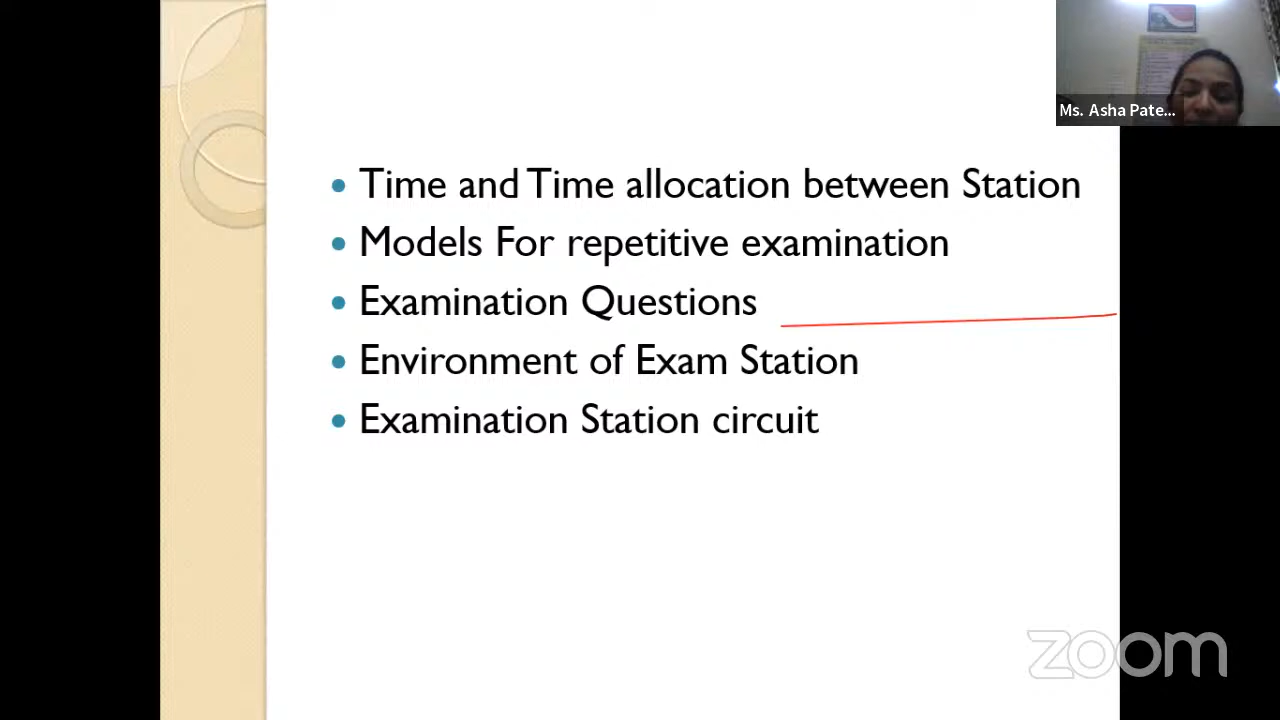 Ms. Asha Pate...
• Time and Time allocation between Station
• Models For repetitive examination
• Examination Questions
• Environment of Exam Station
• Examination Station circuit
zoom